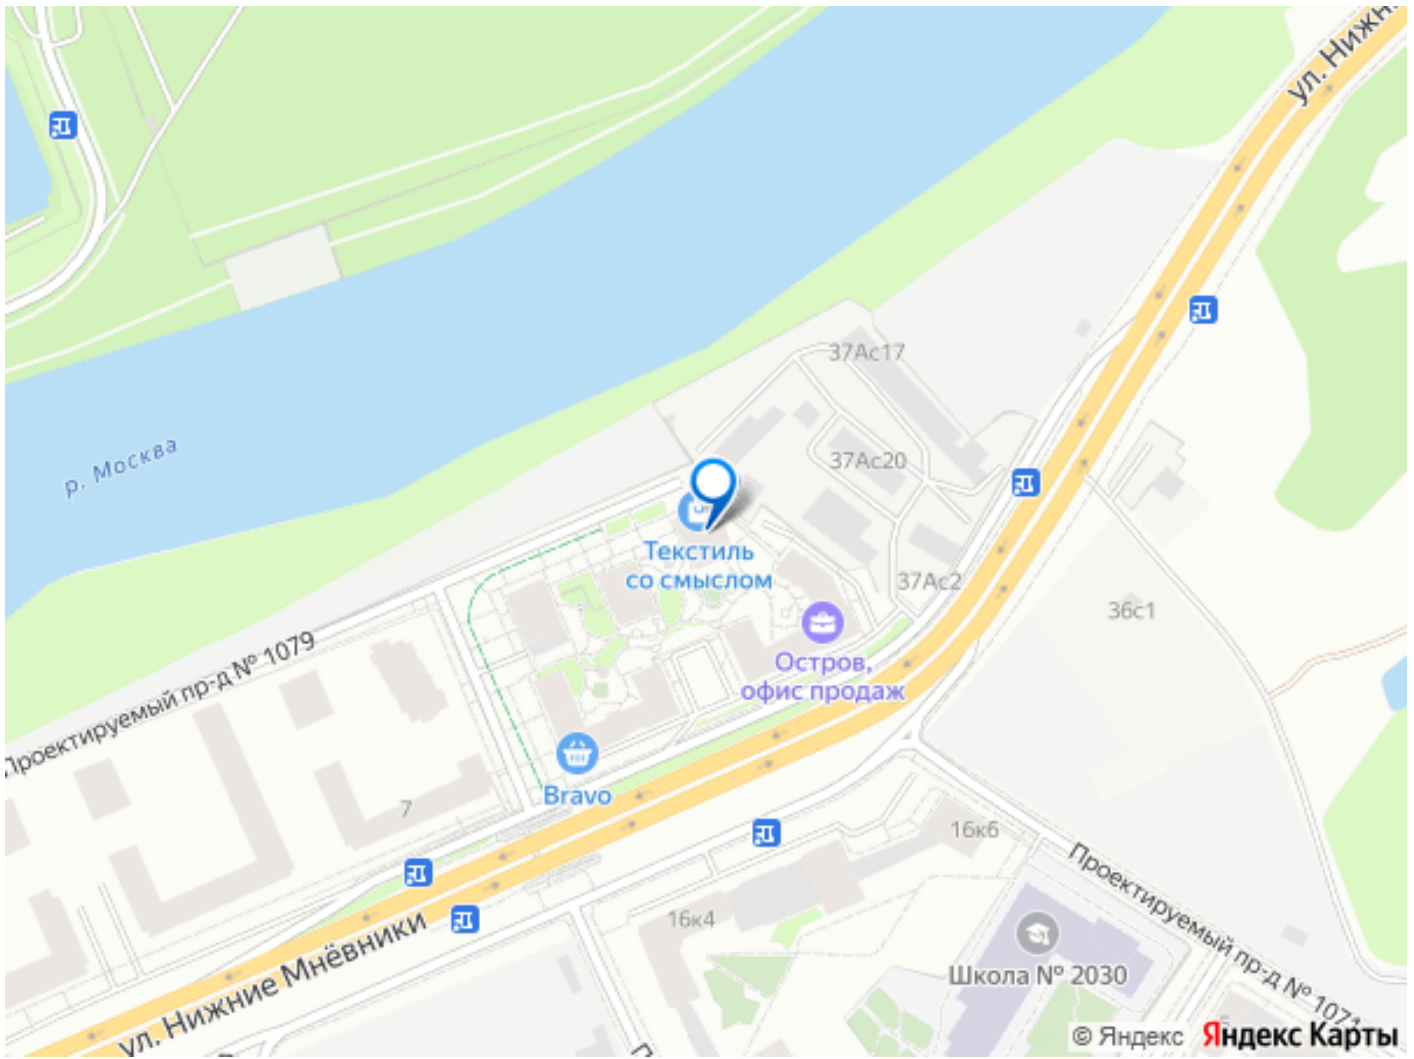 ул. Нижн
37Ас17
р. Москва
37Ас20
Текстиль
со смыслом
37Ас2
36с1
Проектируемый пр-д № 1079
Остров,
офис продаж
Bravo
7
16к6
Проектируемый пр-д № 1071
16к4
ул. Нижние Мнёвники
Школа № 2030
© Яндекс Яндекс Карты